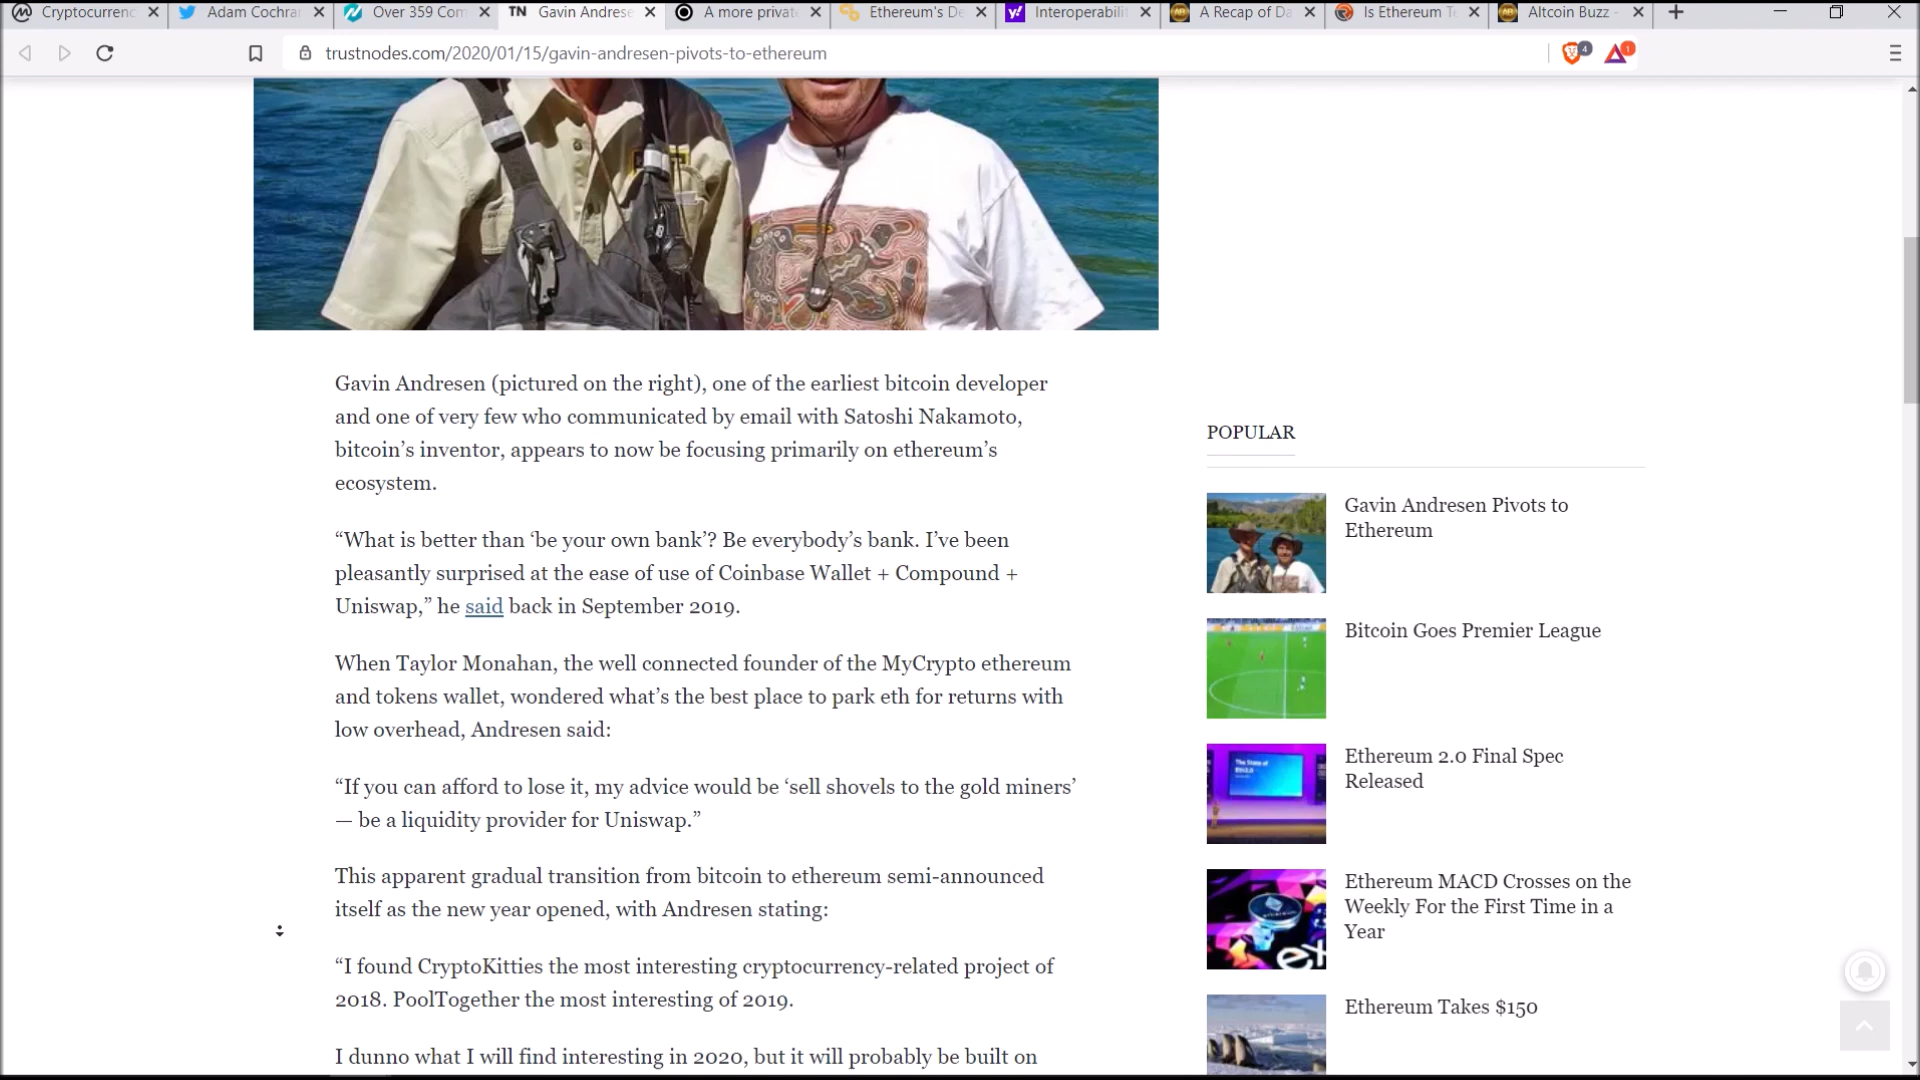 Cryptocurrenc
Adam Cochra
Over 359 Com
TN Gavin Andrese
A more privat
Ethereum's De
Interoperabili
A Recap of Da
Is Ethereum Te
Altcoin Buzz -
trustnodes.com/2020/01/15/gavin-andresen-pivots-to-ethereum
4
1
Gavin Andresen (pictured on the right), one of the earliest bitcoin developer
and one of very few who communicated by email with Satoshi Nakamoto,
bitcoin’s inventor, appears to now be focusing primarily on ethereum’s
ecosystem.
“What is better than ‘be your own bank’? Be everybody’s bank. I’ve been
pleasantly surprised at the ease of use of Coinbase Wallet + Compound +
Uniswap,” he said back in September 2019.
When Taylor Monahan, the well connected founder of the MyCrypto ethereum
and tokens wallet, wondered what’s the best place to park eth for returns with
low overhead, Andresen said:
“If you can afford to lose it, my advice would be ‘sell shovels to the gold miners’
— be a liquidity provider for Uniswap.”
This apparent gradual transition from bitcoin to ethereum semi-announced
itself as the new year opened, with Andresen stating:
“I found CryptoKitties the most interesting cryptocurrency-related project of
2018. PoolTogether the most interesting of 2019.
I dunno what I will find interesting in 2020, but it will probably be built on
POPULAR
Gavin Andresen Pivots to
Ethereum
Bitcoin Goes Premier League
Ethereum 2.0 Final Spec
Released
Ethereum MACD Crosses on the
Weekly For the First Time in a
Year
Ethereum Takes $150